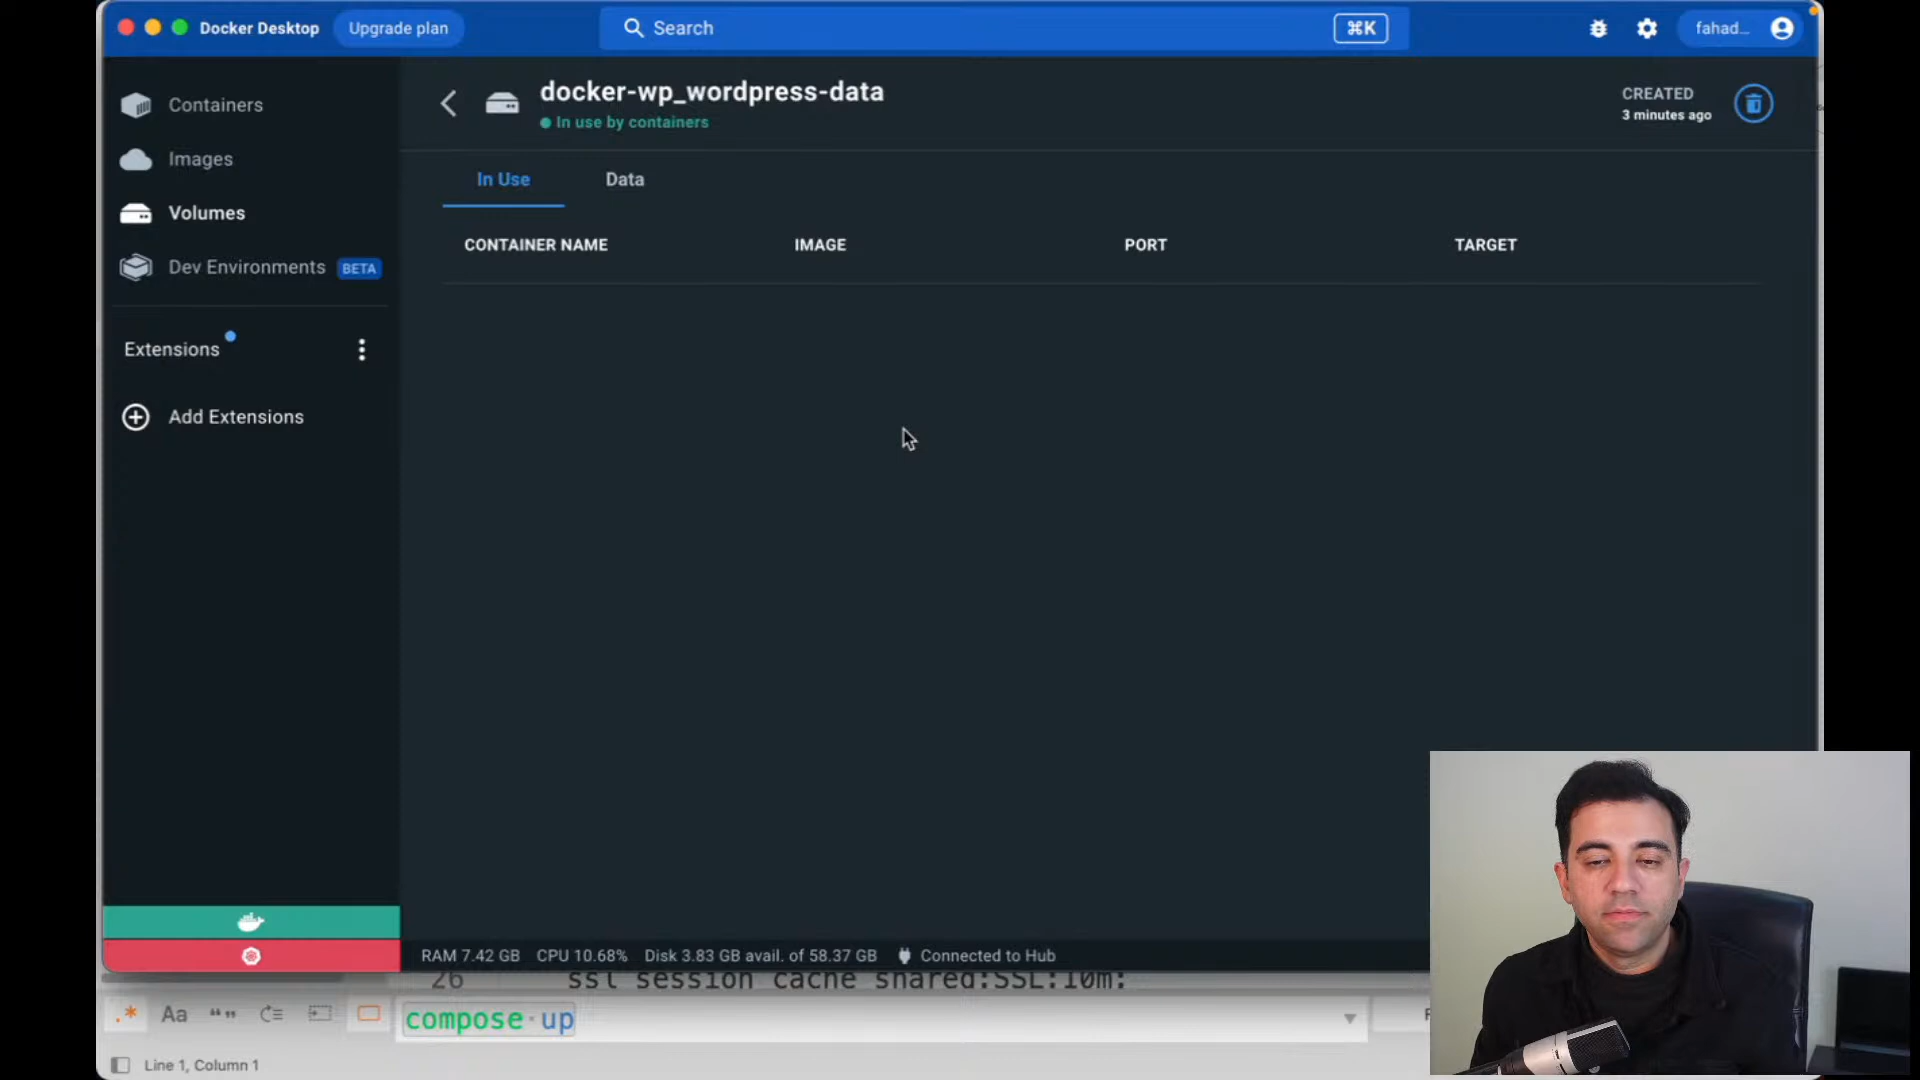 Docker Desktop
Upgrade plan
Search
⌘K
fahad...
Containers
Images
Volumes
Dev Environments BETA
Extensions
Add Extensions
docker-wp_wordpress-data
In use by containers
CREATED
3 minutes ago
In Use
Data
CONTAINER NAME
IMAGE
PORT
TARGET
RAM 7.42 GB CPU 10.68% Disk 3.83 GB avail. of 58.37 GB Connected to Hub
26 ssl_session_cache shared:SSL:10m;
.* Aa
compose up
Line 1, Column 1